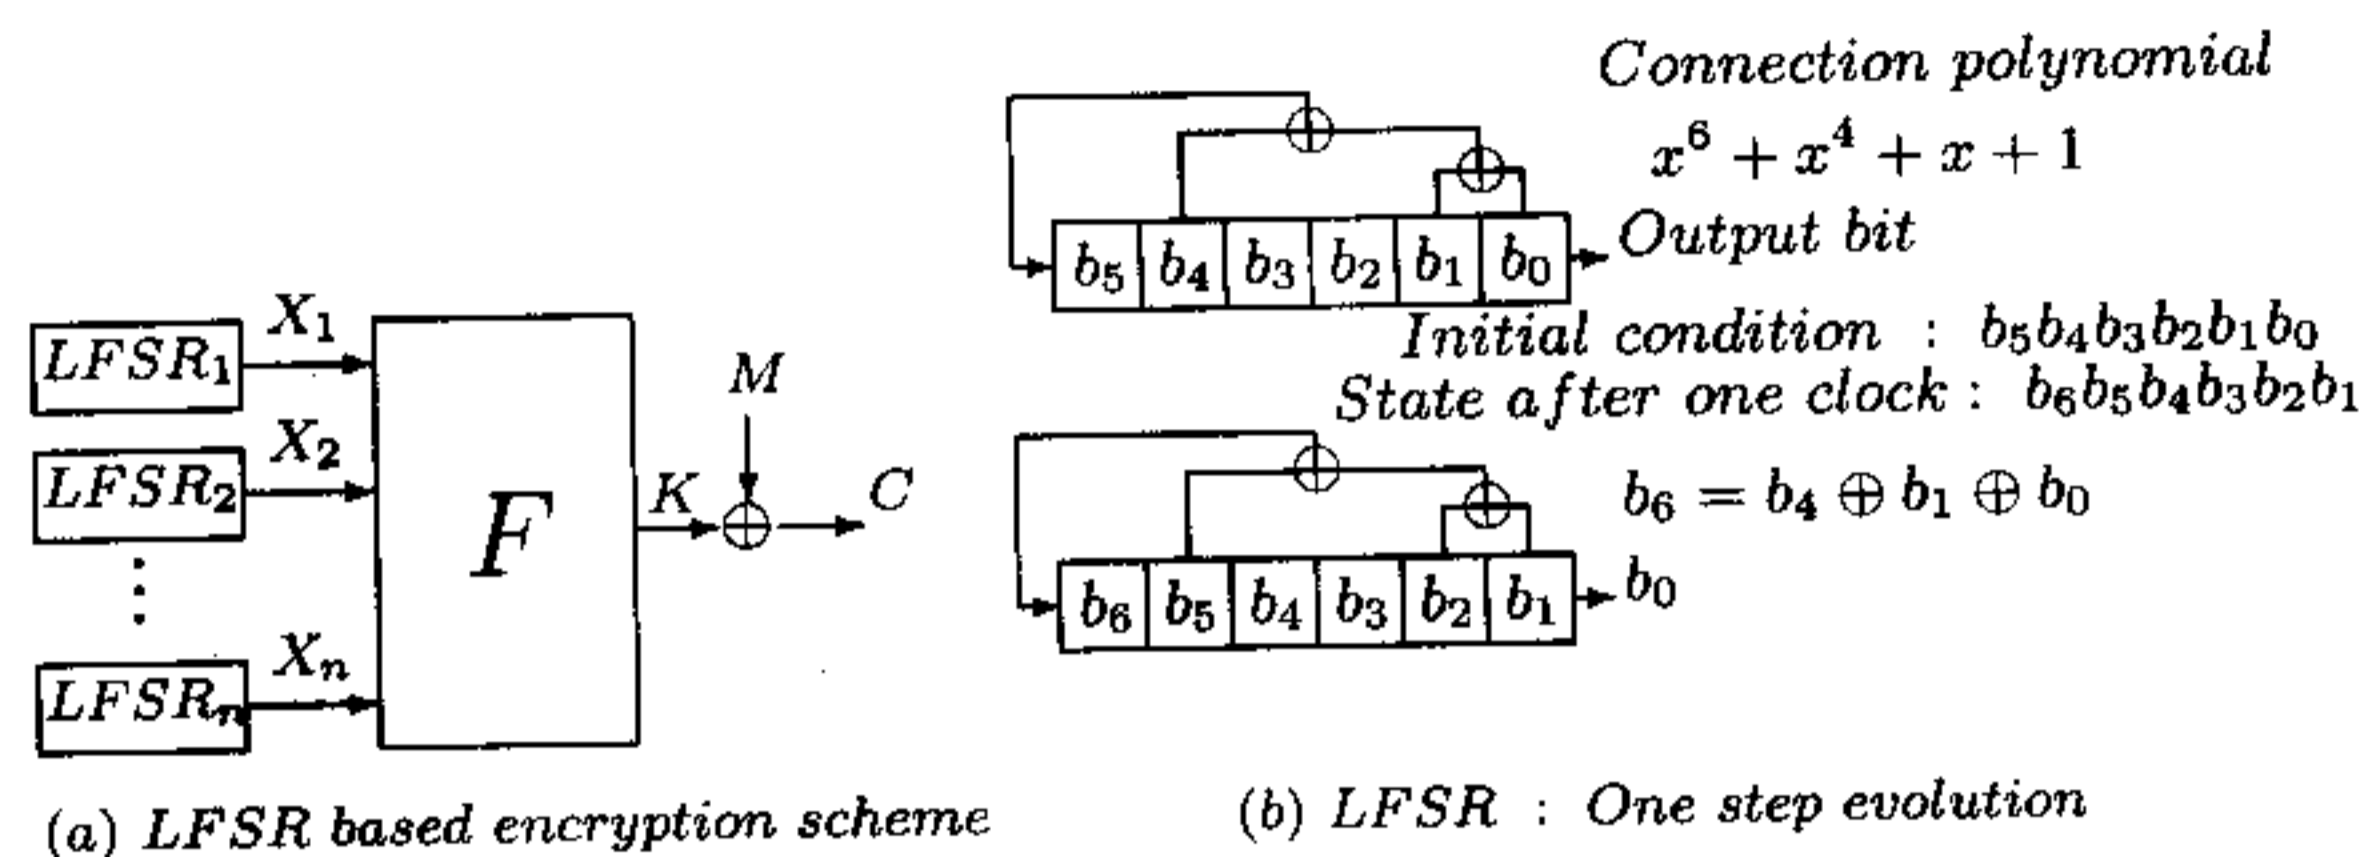 LFSR₁
X₁
LFSR₂
X₂
⋮
LFSRₙ
Xₙ
F
K
M
⊕
C
(a) LFSR based encryption scheme
Connection polynomial
x⁶ + x⁴ + x + 1
⊕
⊕
b₅ b₄ b₃ b₂ b₁ b₀
Output bit
Initial condition : b₅b₄b₃b₂b₁b₀
State after one clock : b₆b₅b₄b₃b₂b₁
⊕
⊕
b₆ = b₄ ⊕ b₁ ⊕ b₀
b₆ b₅ b₄ b₃ b₂ b₁
b₀
(b) LFSR : One step evolution